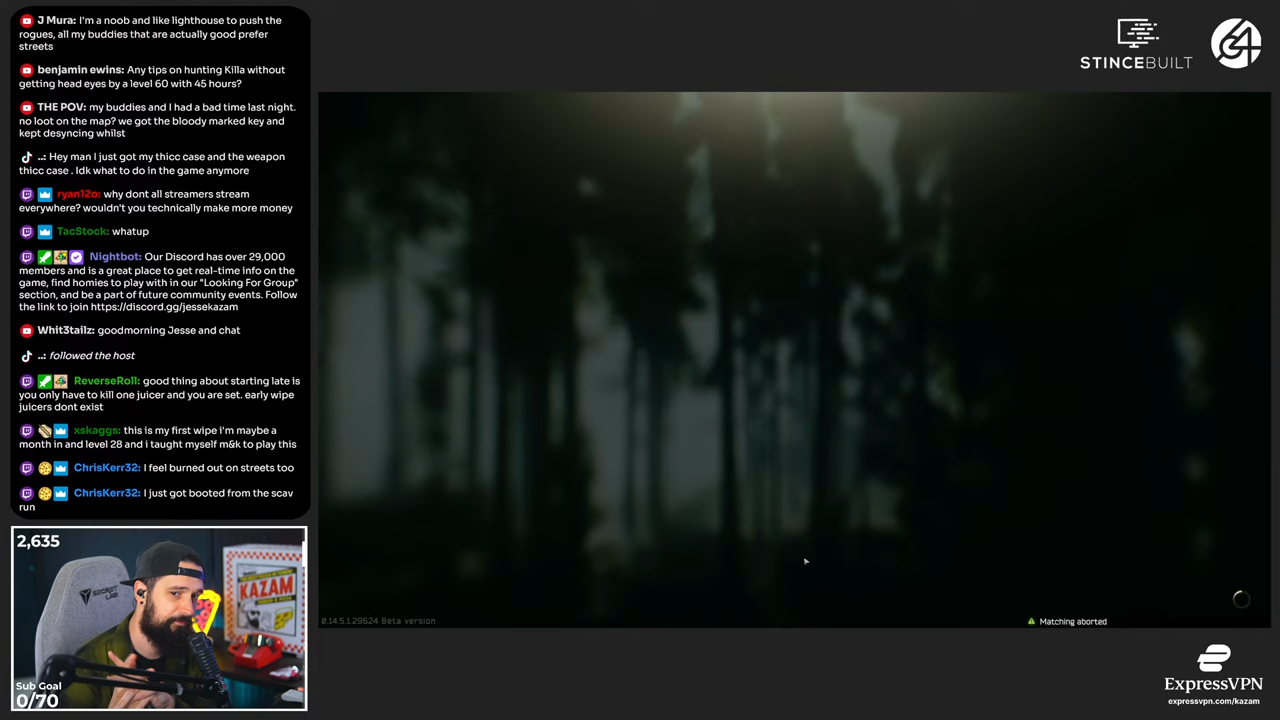 J Mura: I'm a noob and like lighthouse to push the
rogues, all my buddies that are actually good prefer
streets
benjamin ewins: Any tips on hunting Killa without
getting head eyes by a level 60 with 45 hours?
THE POV: my buddies and I had a bad time last night.
no loot on the map? we got the bloody marked key and
kept desyncing whilst
..: Hey man I just got my thicc case and the weapon
thicc case . Idk what to do in the game anymore
ryan12o: why dont all streamers stream
everywhere? wouldn't you technically make more money
TacStock: whatup
Nightbot: Our Discord has over 29,000
members and is a great place to get real-time info on the
game, find homies to play with in our "Looking For Group"
section, and be a part of future community events. Follow
the link to join https://discord.gg/jessekazam
Whit3tailz: goodmorning Jesse and chat
..: followed the host
ReverseRoll: good thing about starting late is
you only have to kill one juicer and you are set. early wipe
juicers dont exist
xskaggs: this is my first wipe i'm maybe a
month in and level 28 and i taught myself m&k to play this
ChrisKerr32: I feel burned out on streets too
ChrisKerr32: I just got booted from the scav
run
STINCEBUILT
G4
2,635
SECRET LAB
KAZAM
Sub Goal
0/70
0.14.5.1.29624 Beta version
Matching aborted
ExpressVPN
expressvpn.com/kazam